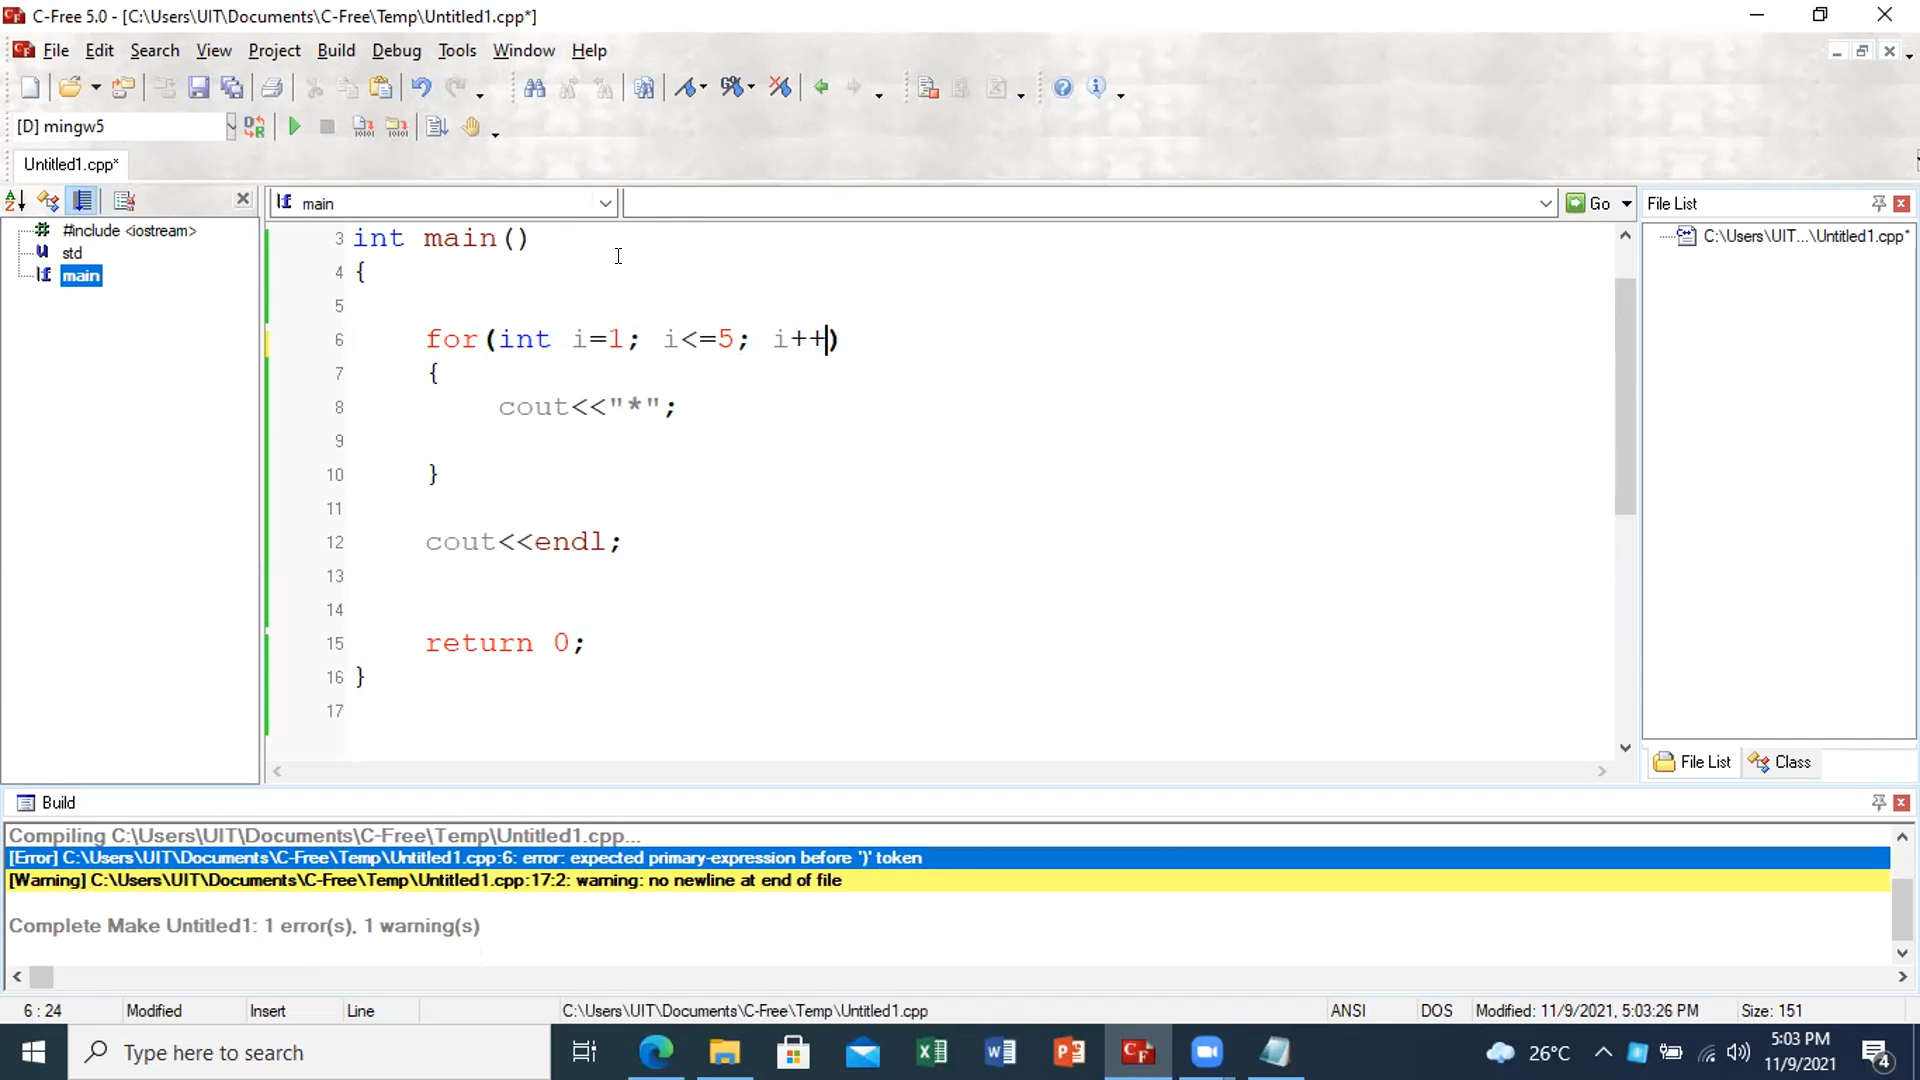 C-Free 5.0 - [C:\Users\UIT\Documents\C-Free\Temp\Untitled1.cpp*]
File Edit Search View Project Build Debug Tools Window Help
[D] mingw5
Untitled1.cpp*
main
Go
File List
#include <iostream>
std
main
C:\Users\UIT...\Untitled1.cpp*
3 int main()
4 {
5
6 for(int i=1; i<=5; i++)
7 {
8 cout<<"*";
9
10 }
11
12 cout<<endl;
13
14
15 return 0;
16 }
17
File List Class
Build
Compiling C:\Users\UIT\Documents\C-Free\Temp\Untitled1.cpp...
[Error] C:\Users\UIT\Documents\C-Free\Temp\Untitled1.cpp:6: error: expected primary-expression before ')' token
[Warning] C:\Users\UIT\Documents\C-Free\Temp\Untitled1.cpp:17:2: warning: no newline at end of file
Complete Make Untitled1: 1 error(s), 1 warning(s)
6 : 24 Modified Insert Line C:\Users\UIT\Documents\C-Free\Temp\Untitled1.cpp ANSI DOS Modified: 11/9/2021, 5:03:26 PM Size: 151
Type here to search
26°C
5:03 PM
11/9/2021
4